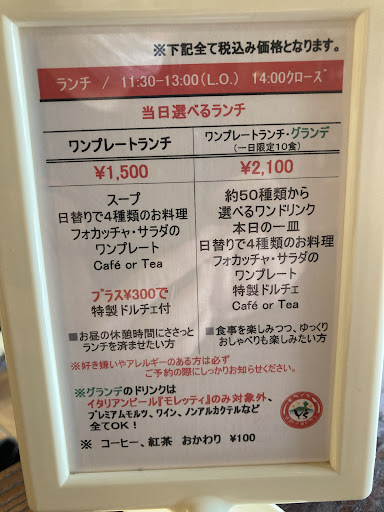 ※下記全て税込み価格となります。
ランチ / 11:30-13:00(L.O.) 14:00クローズ
当日選べるランチ
ワンプレートランチ
¥1,500
スープ
日替りで4種類のお料理
フォカッチャ・サラダの
ワンプレート
Café or Tea
プラス¥300で
特製ドルチェ付
■お昼の休憩時間にささっと
ランチを済ませたい方
ワンプレートランチ・グランデ
(一日限定10食)
¥2,100
約50種類から
選べるワンドリンク
本日の一皿
日替りで4種類のお料理
フォカッチャ・サラダの
ワンプレート
特製ドルチェ
Café or Tea
■食事を楽しみつつ、ゆっくり
おしゃべりも楽しみたい方
※好き嫌いやアレルギーのある方は必ず
ご予約の際にしっかりお知らせください。
※グランデのドリンクは
イタリアンビール『モレッティ』のみ対象外、
プレミアムモルツ、ワイン、ノンアルカクテルなど
全てOK！
※ コーヒー、紅茶 おかわり ¥100